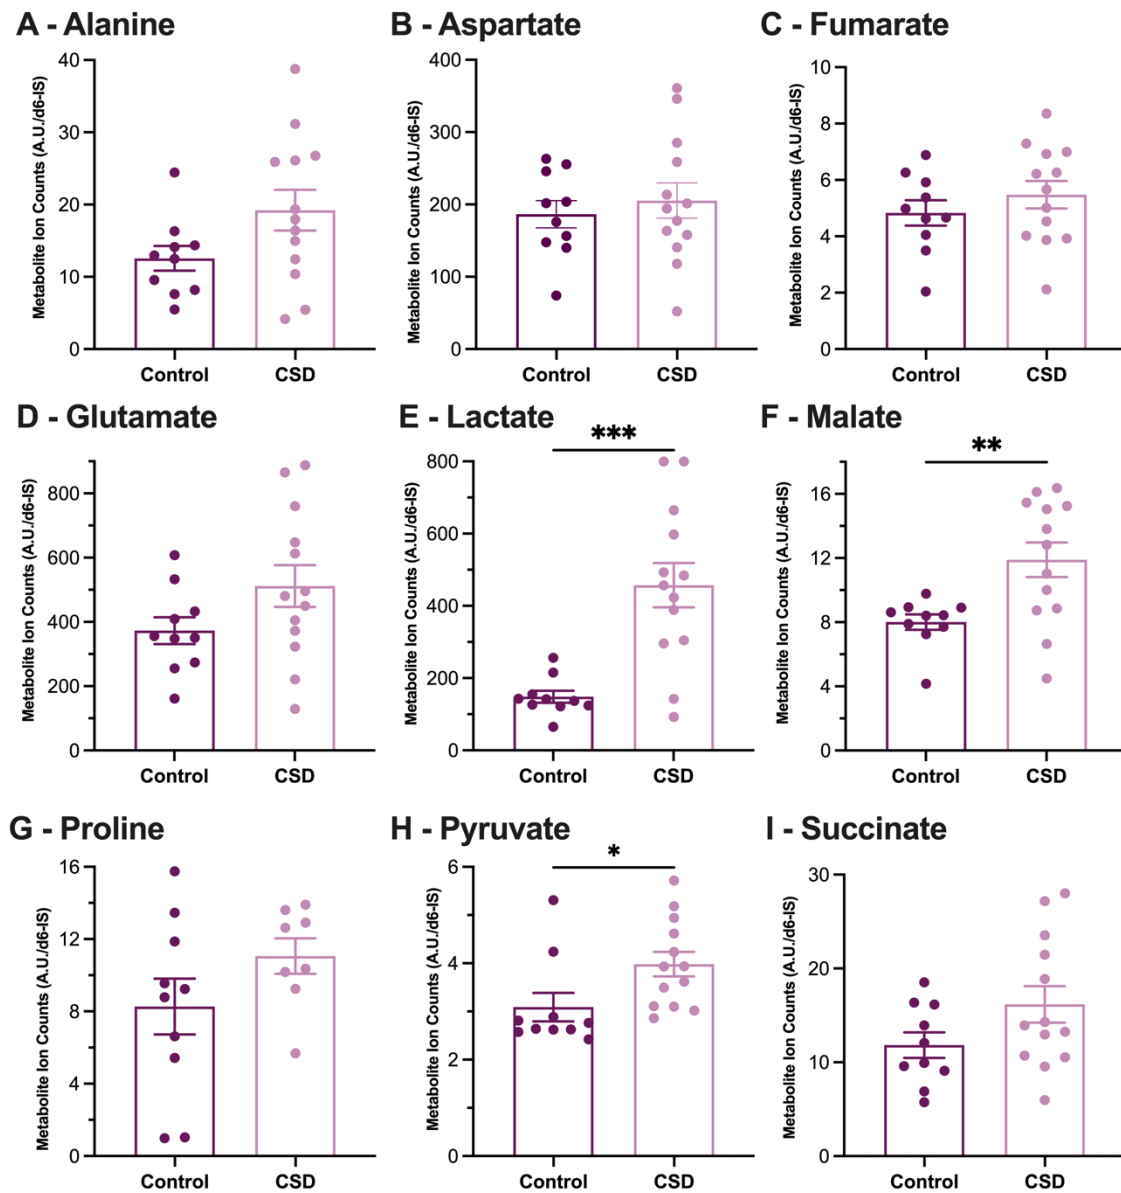 A - Alanine
Metabolite Ion Counts (A.U./d6-IS)
40
30
20
10
0
Control CSD
B - Aspartate
Metabolite Ion Counts (A.U./d6-IS)
400
300
200
100
0
Control CSD
C - Fumarate
Metabolite Ion Counts (A.U./d6-IS)
10
8
6
4
2
0
Control CSD
D - Glutamate
Metabolite Ion Counts (A.U./d6-IS)
800
600
400
200
0
Control CSD
E - Lactate
***
Metabolite Ion Counts (A.U./d6-IS)
800
600
400
200
0
Control CSD
F - Malate
**
Metabolite Ion Counts (A.U./d6-IS)
16
12
8
4
0
Control CSD
G - Proline
Metabolite Ion Counts (A.U./d6-IS)
16
12
8
4
0
Control CSD
H - Pyruvate
*
Metabolite Ion Counts (A.U./d6-IS)
6
4
2
0
Control CSD
I - Succinate
Metabolite Ion Counts (A.U./d6-IS)
30
20
10
0
Control CSD